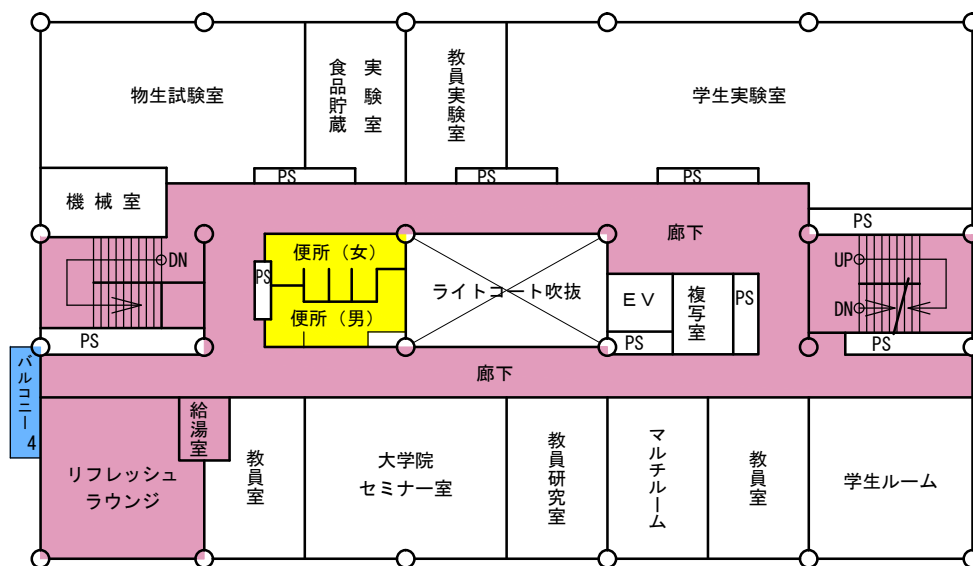 物生試験室
食品貯蔵
実験室
教員実験室
学生実験室
PS
PS
PS
機械室
PS
DN
便所（女）
廊下
UP
PS
ライトコート吹抜
EV
複写室
PS
便所（男）
DN
PS
PS
PS
バルコニー4
廊下
給湯室
リフレッシュ
ラウンジ
教員室
大学院
セミナー室
教員研究室
マルチルーム
教員室
学生ルーム